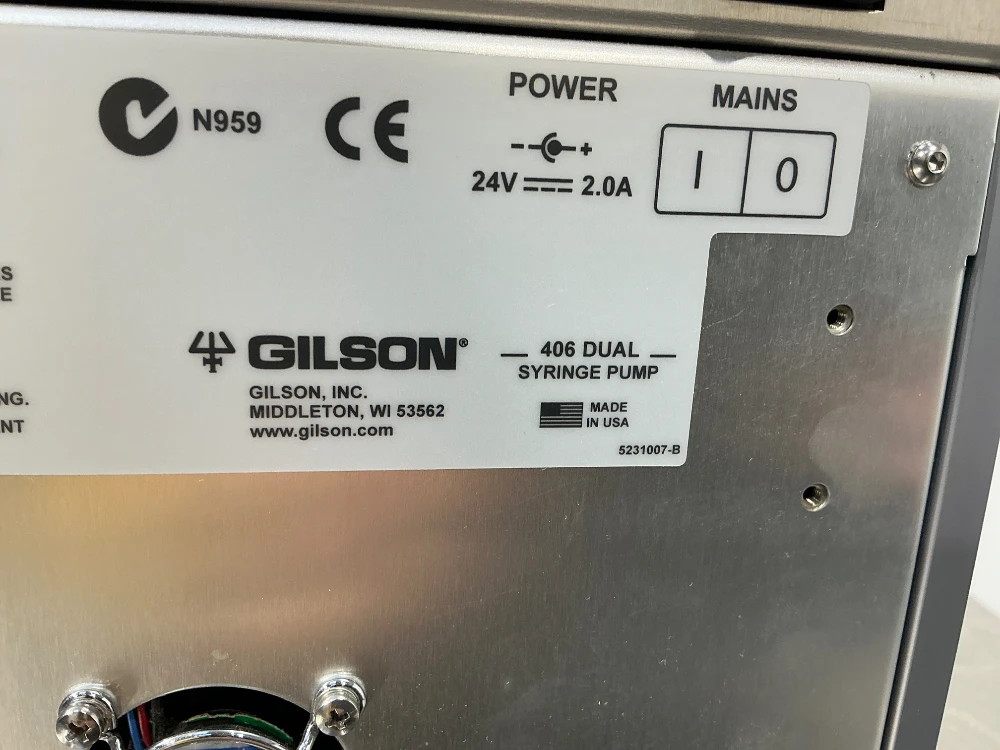 N959
CE
POWER
- +
24V 2.0A
MAINS
I 0
S
E
NG.
NT
GILSON®
GILSON, INC.
MIDDLETON, WI 53562
www.gilson.com
406 DUAL
SYRINGE PUMP
MADE
IN USA
5231007-B